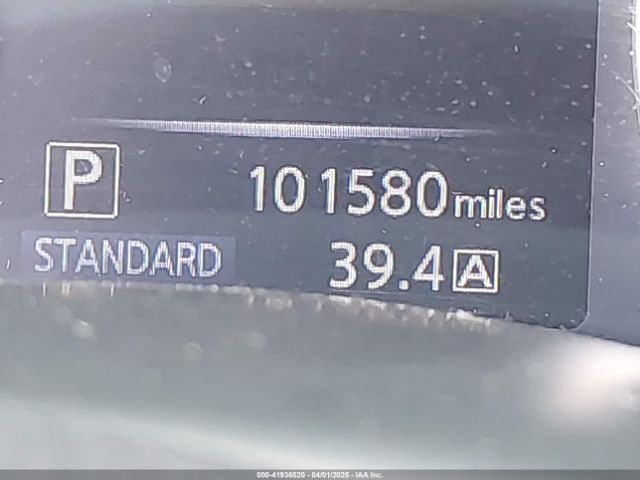 P 101580 miles
STANDARD 39.4 A
000-41936520 - 04/01/2025 - IAA Inc.